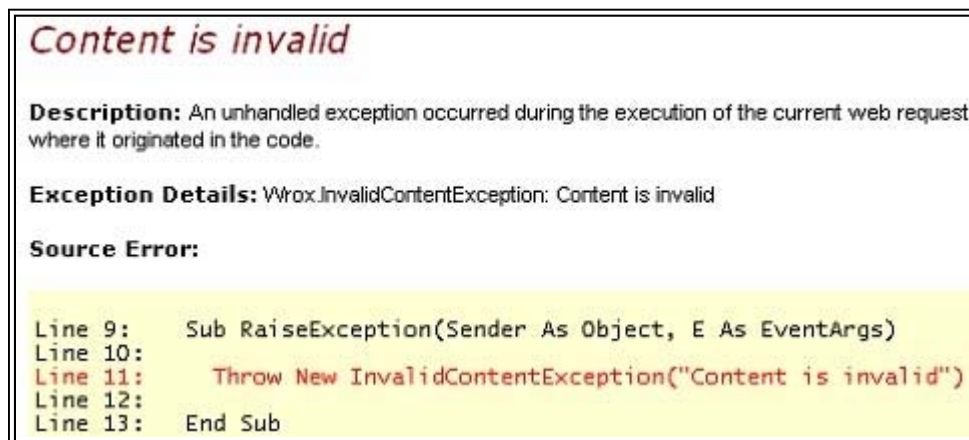 Content is invalid
Description: An unhandled exception occurred during the execution of the current web request
where it originated in the code.
Exception Details: Wrox.InvalidContentException: Content is invalid
Source Error:
Line 9:    Sub RaiseException(Sender As Object, E As EventArgs)
Line 10:
Line 11:     Throw New InvalidContentException("Content is invalid")
Line 12:
Line 13:   End Sub